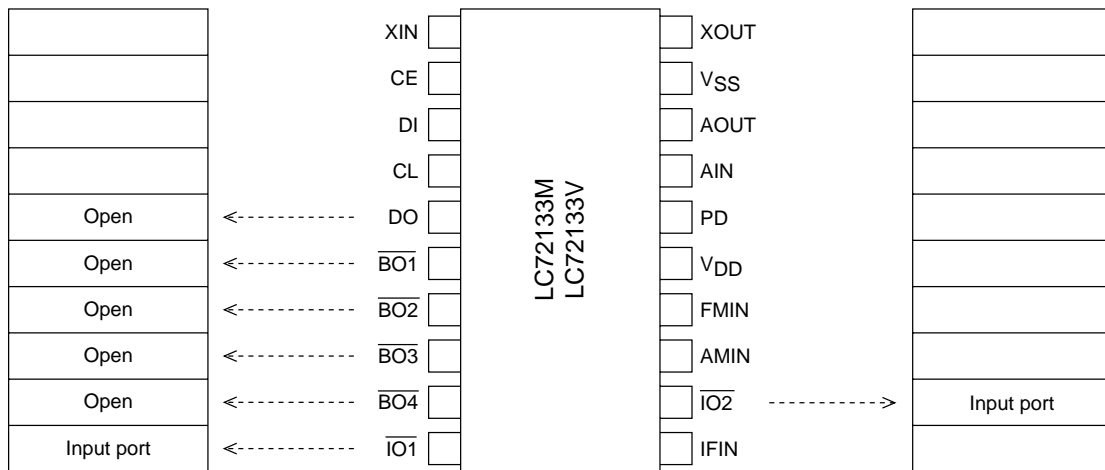 XIN XOUT
CE VSS
DI AOUT
CL AIN
Open DO PD
Open BO1 VDD
Open BO2 FMIN
Open BO3 AMIN
Open BO4 IO2 Input port
Input port IO1 IFIN
LC72133M
LC72133V